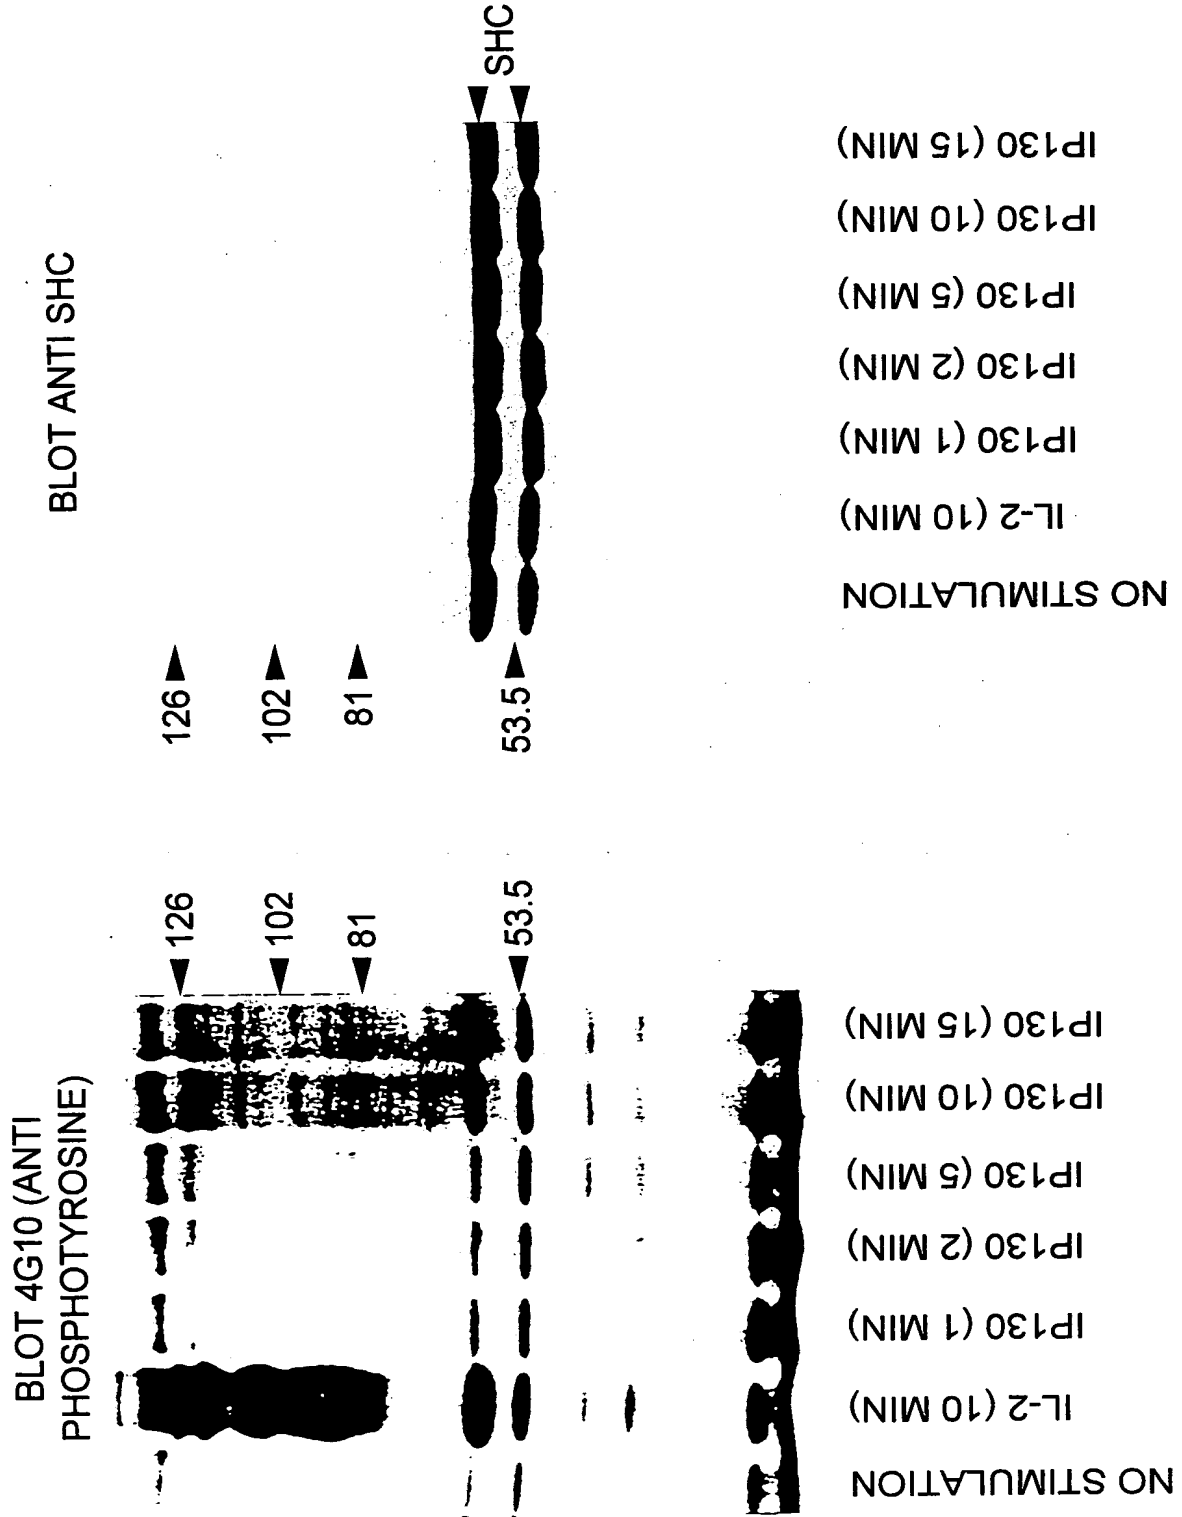 BLOT 4G10 (ANTI
PHOSPHOTYROSINE)
126
102
81
53.5
NO STIMULATION
IL-2 (10 MIN)
IP130 (1 MIN)
IP130 (2 MIN)
IP130 (5 MIN)
IP130 (10 MIN)
IP130 (15 MIN)
BLOT ANTI SHC
126
102
81
53.5
SHC
NO STIMULATION
IL-2 (10 MIN)
IP130 (1 MIN)
IP130 (2 MIN)
IP130 (5 MIN)
IP130 (10 MIN)
IP130 (15 MIN)